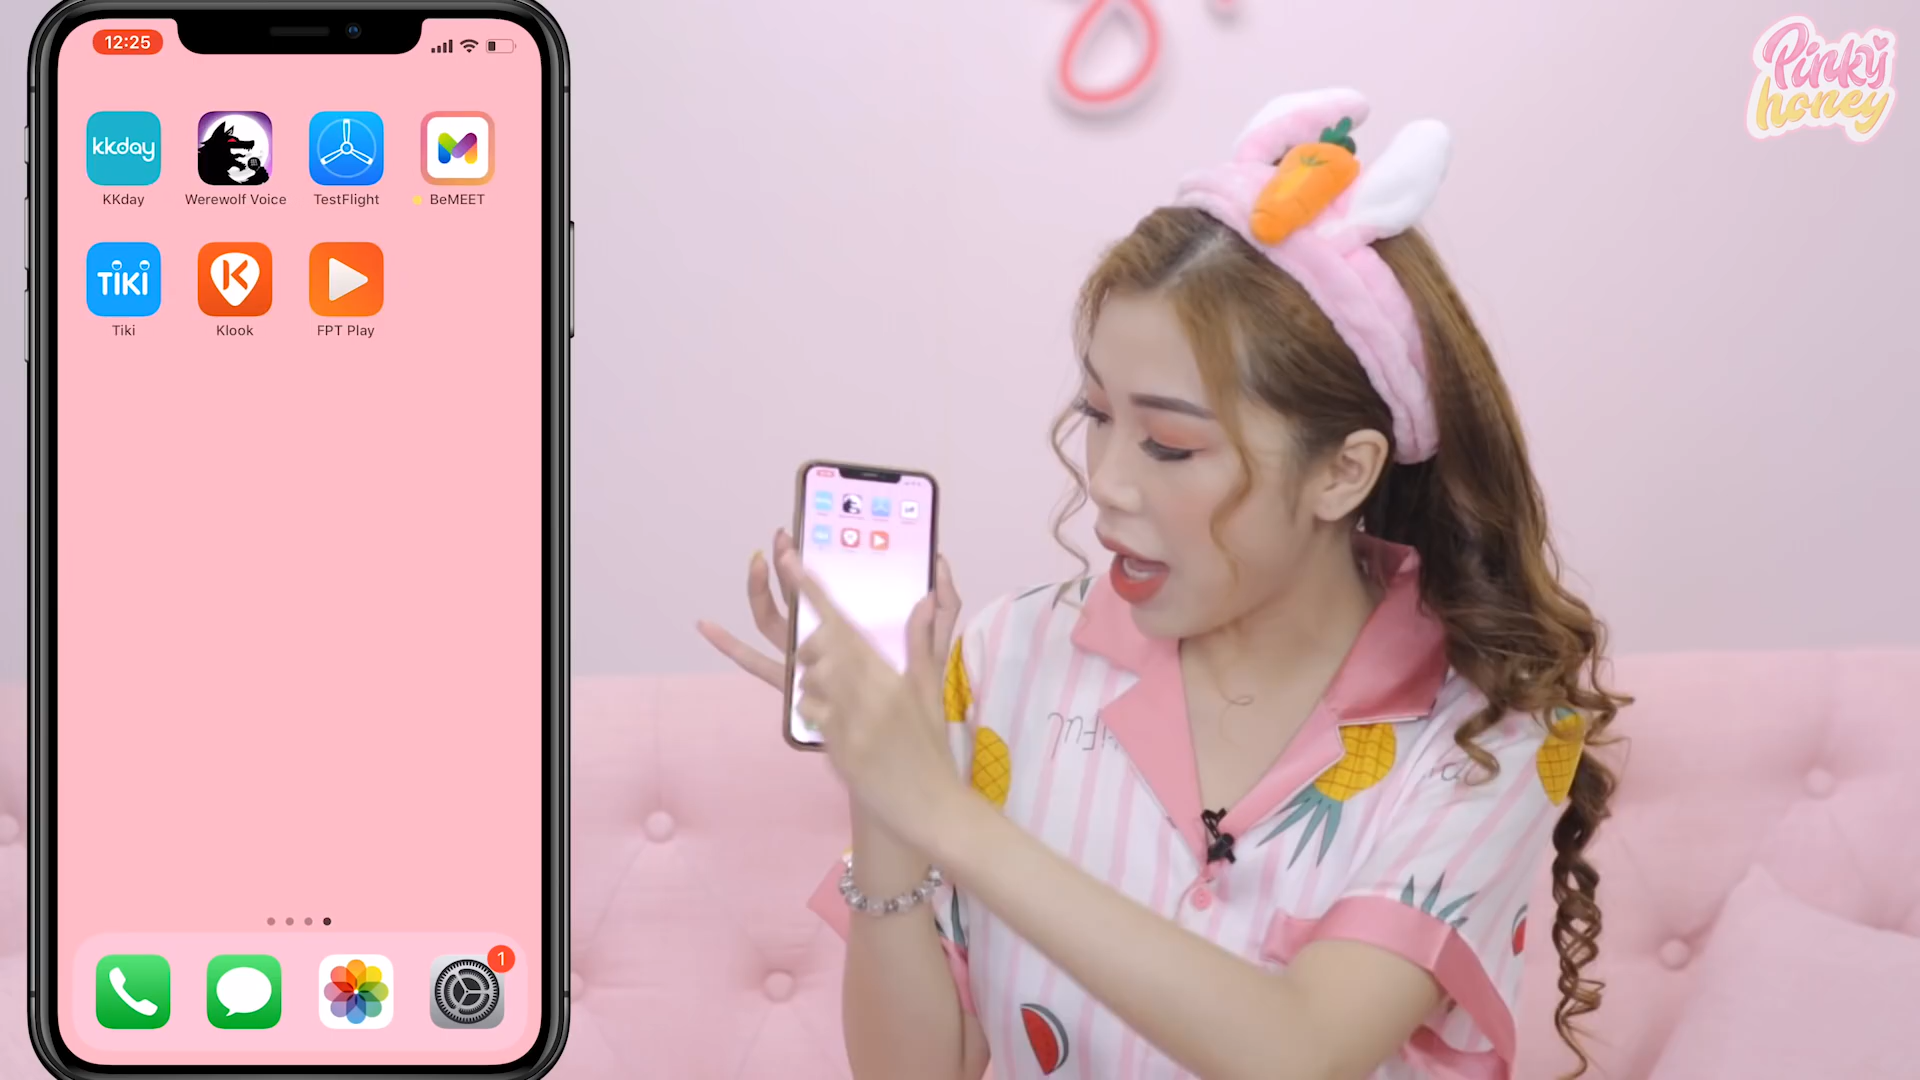 12:25
kkday
KKday
Werewolf Voice
TestFlight
BeMEET
TIKI
Tiki
K
Klook
FPT Play
1
Pinky
honey